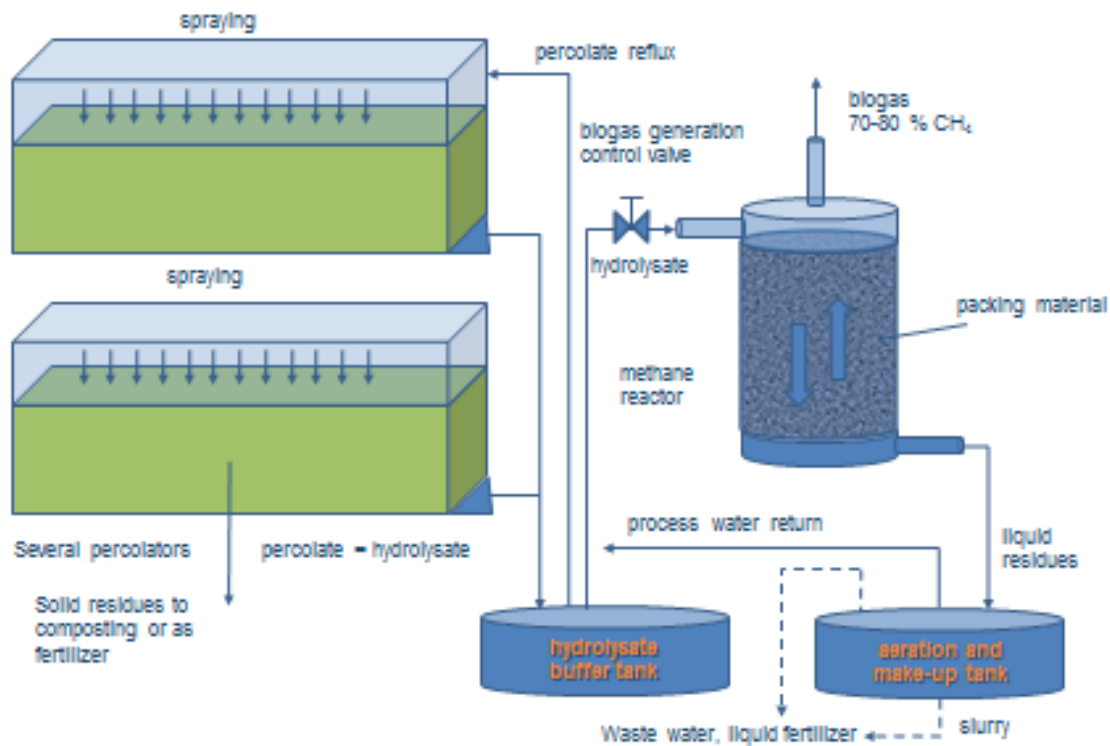 spraying
percolate reflux
biogas
70-80 % CH₄
biogas generation
control valve
hydrolysate
spraying
packing material
methane
reactor
process water return
liquid
residues
Several percolators
percolate = hydrolysate
Solid residues to
composting or as
fertilizer
hydrolysate
buffer tank
aeration and
make-up tank
Waste water, liquid fertilizer
slurry